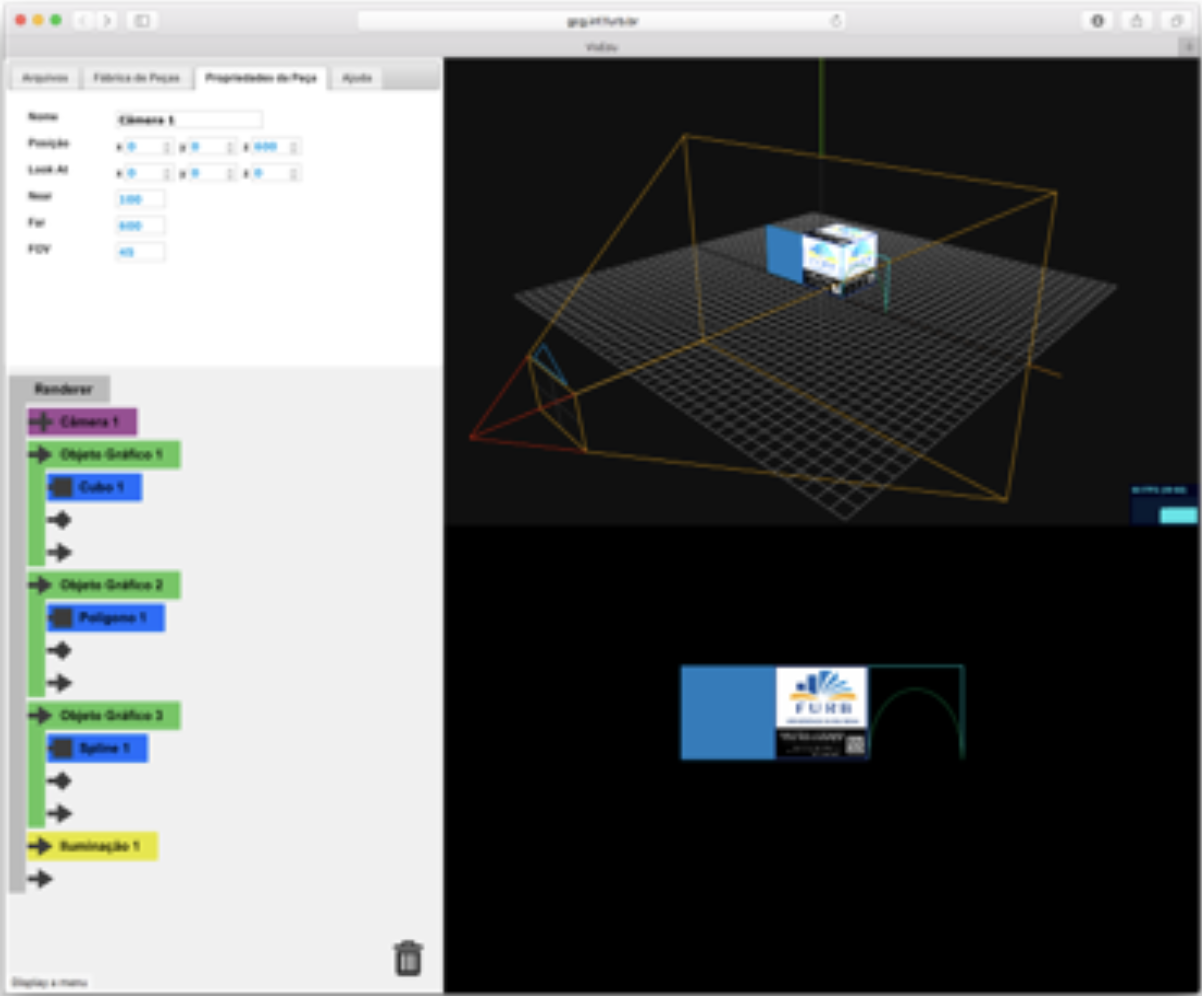 gcg.inf.furb.br
VisEdu
Arquivos Fábrica de Peças Propriedades da Peça Ajuda
Nome Câmera 1
Posição x 0 y 0 z 600
Look At x 0 y 0 z 0
Near 100
Far 600
FOV 45
Renderer
Câmera 1
Objeto Gráfico 1
Cubo 1
Objeto Gráfico 2
Polígono 1
Objeto Gráfico 3
Spline 1
Iluminação 1
FURB
Display a menu